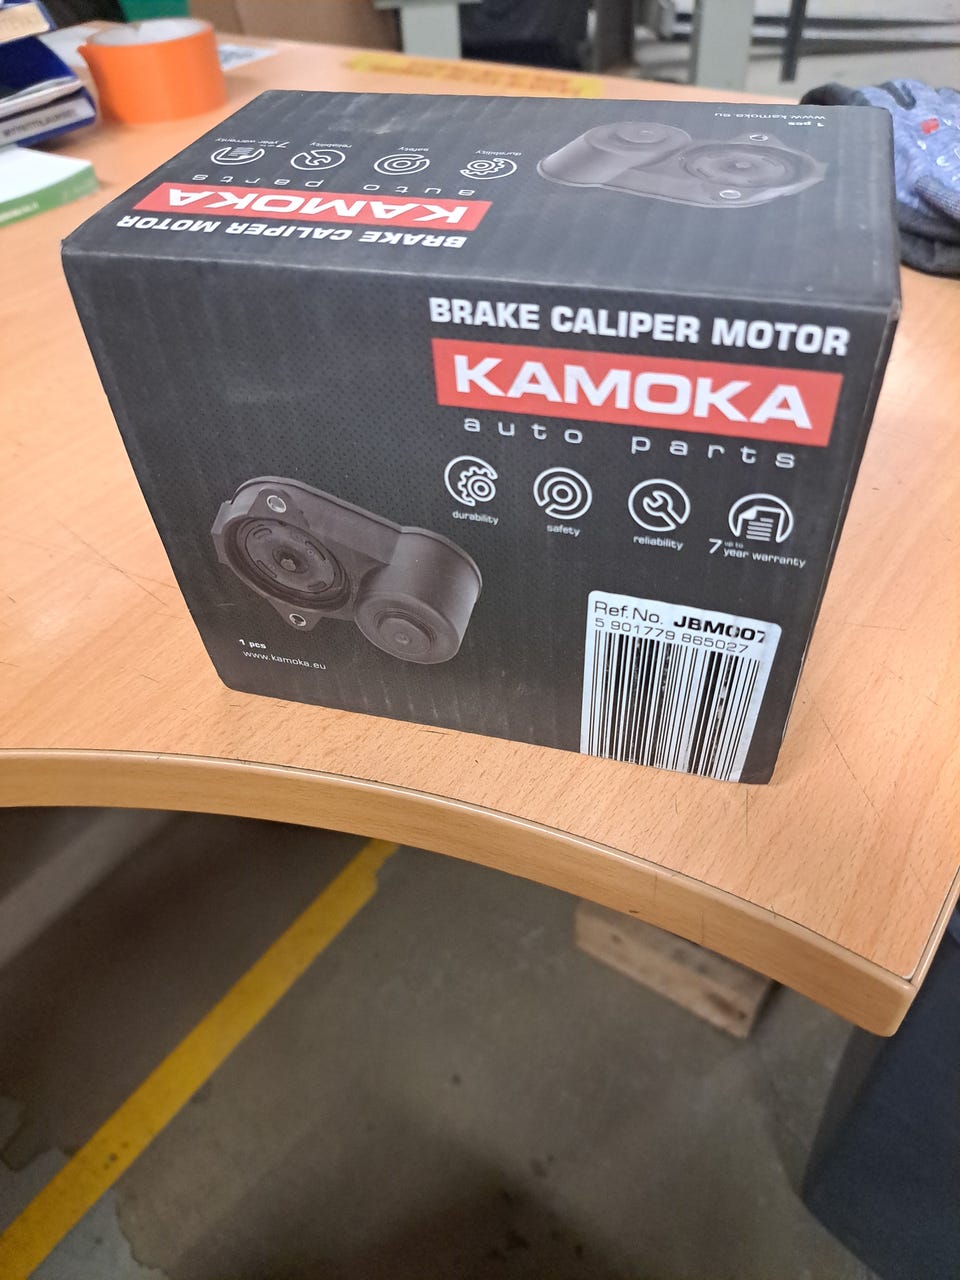 www.kamoka.eu
1 pcs
durability
safety
reliability
7 year warranty
auto parts
KAMOKA
BRAKE CALIPER MOTOR
BRAKE CALIPER MOTOR
KAMOKA
auto parts
durability
safety
reliability
7 up to year warranty
1 pcs
www.kamoka.eu
Ref.No. JBM007
5 901779 865027